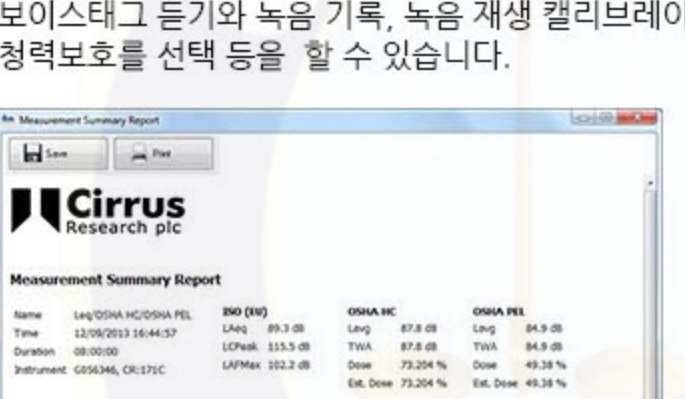 보이스태그 듣기와 녹음 기록, 녹음 재생 캘리브레이
청력보호를 선택 등을 할 수 있습니다.
Measurement Summary Report
Save Print
Cirrus
Research plc
Measurement Summary Report
Name Leq/OSHA HC/OSHA PEL ISO (EU) OSHA HC OSHA PEL
Time 12/09/2013 16:44:57 LAeq 89.3 dB Lavg 87.8 dB Lavg 84.9 dB
Duration 08:00:00 LCPeak 115.5 dB TWA 87.8 dB TWA 84.9 dB
Instrument G056346, CR:171C LAFMax 102.2 dB Dose 73.204 % Dose 49.38 %
Est. Dose 73.204 % Est. Dose 49.38 %